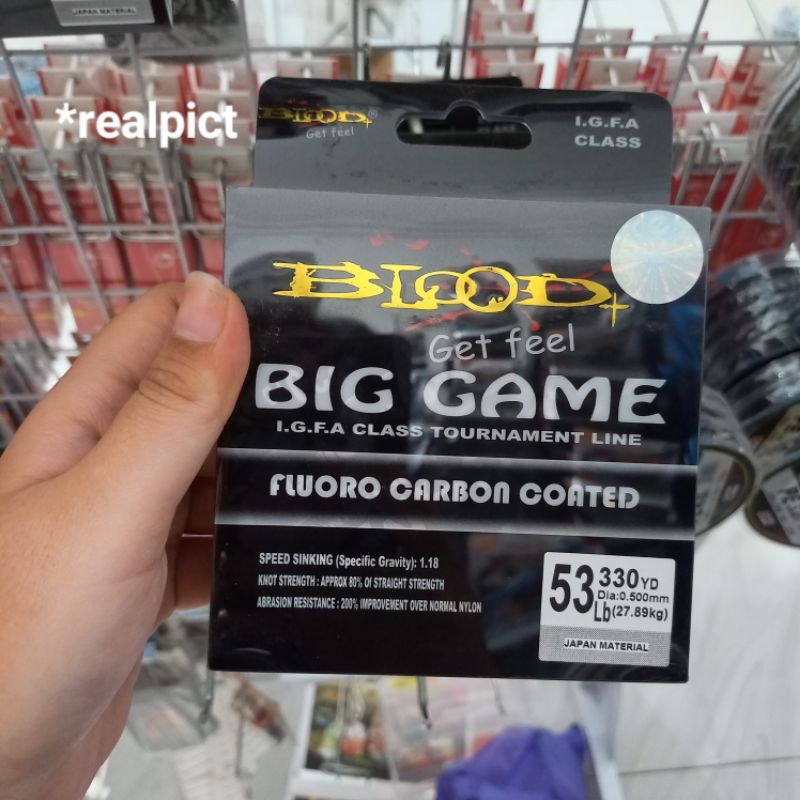 JAPAN MATERIAL
*realpict
BLOOD+®
Get feel
I.G.F.A
CLASS
BLOOD+
Get feel
BIG GAME
I.G.F.A CLASS TOURNAMENT LINE
FLUORO CARBON COATED
SPEED SINKING (Specific Gravity): 1.18
KNOT STRENGTH : APPROX 80% Of STRAIGHT STRENGTH
ABRASION RESISTANCE : 200% IMPROVEMENT OVER NORMAL NYLON
53 Lb
330YD
Dia:0.500mm
(27.89kg)
JAPAN MATERIAL